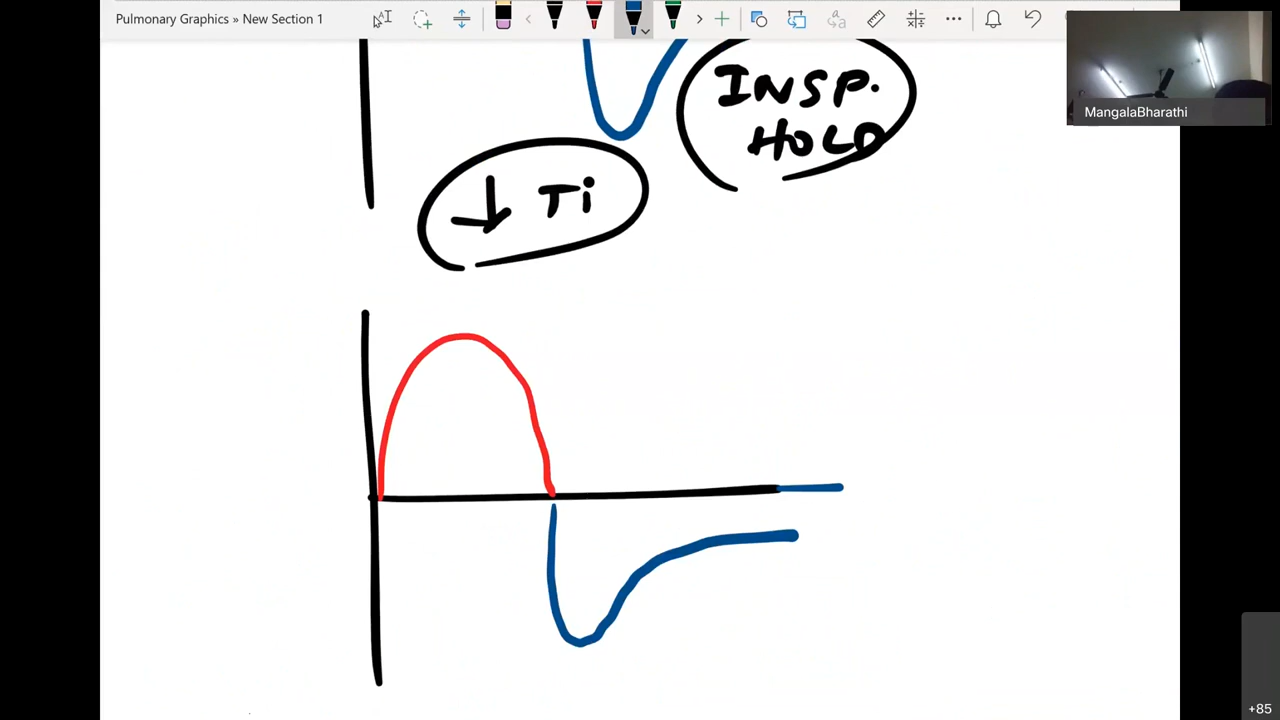 Pulmonary Graphics » New Section 1
MangalaBharathi
INSP.
HOLD
↓ Ti
+85